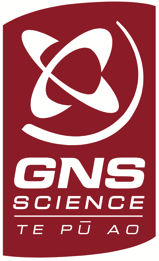 GNS
SCIENCE
TE PŪ AO